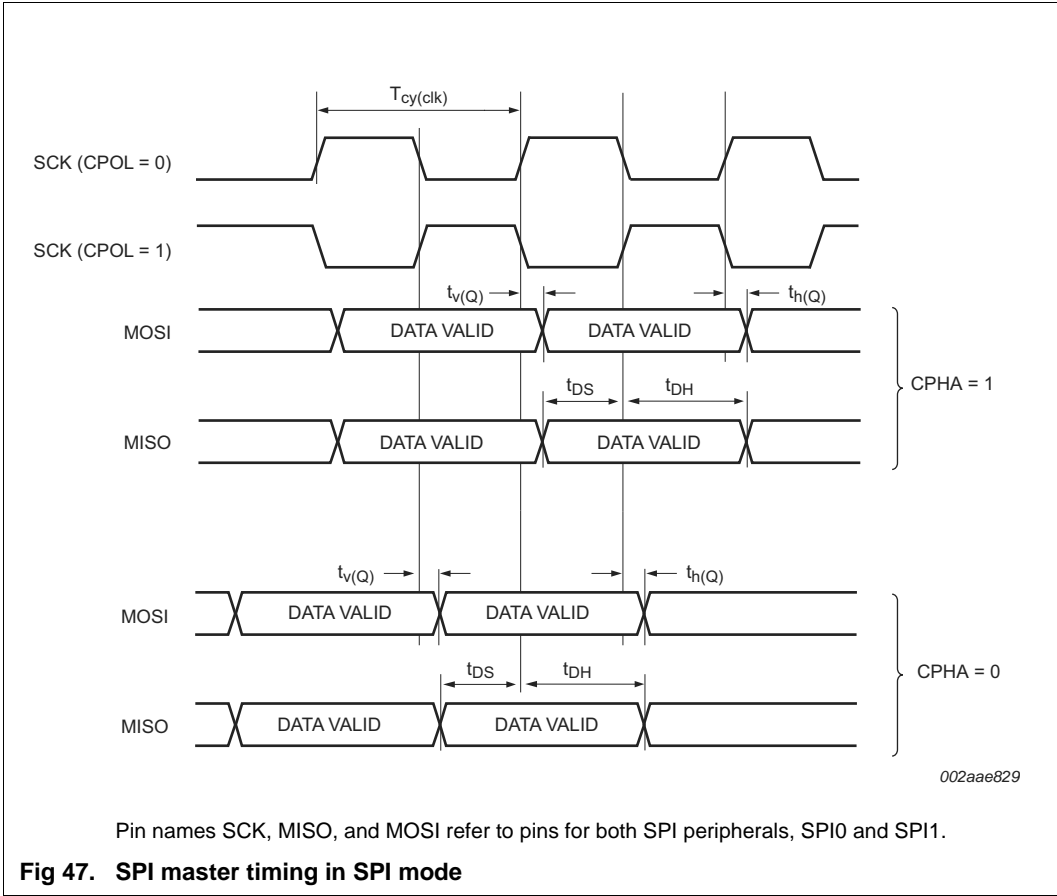 Tcy(clk)
SCK (CPOL = 0)
SCK (CPOL = 1)
tv(Q)
th(Q)
MOSI
DATA VALID
DATA VALID
tDS
tDH
CPHA = 1
MISO
DATA VALID
DATA VALID
tv(Q)
th(Q)
MOSI
DATA VALID
DATA VALID
tDS
tDH
CPHA = 0
MISO
DATA VALID
DATA VALID
002aae829
Pin names SCK, MISO, and MOSI refer to pins for both SPI peripherals, SPI0 and SPI1.
Fig 47. SPI master timing in SPI mode